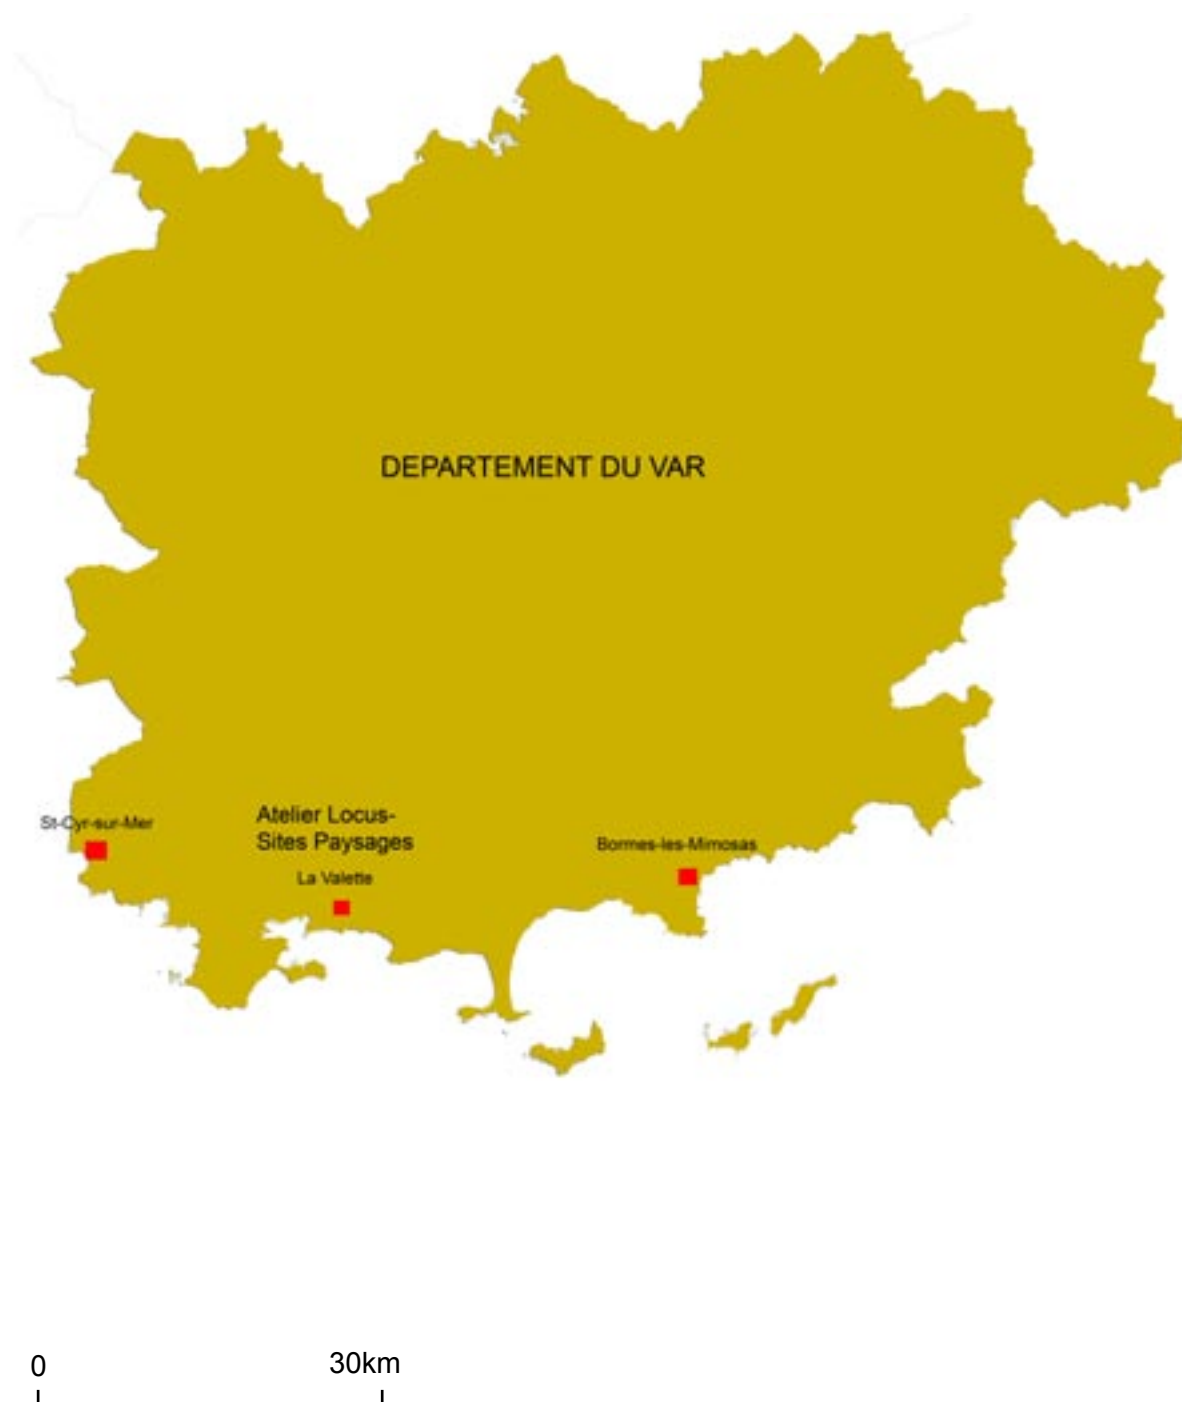 DEPARTEMENT DU VAR
St-Cyr-sur-Mer
Atelier Locus-
Sites Paysages
La Valette
Bormes-les-Mimosas
0
30km